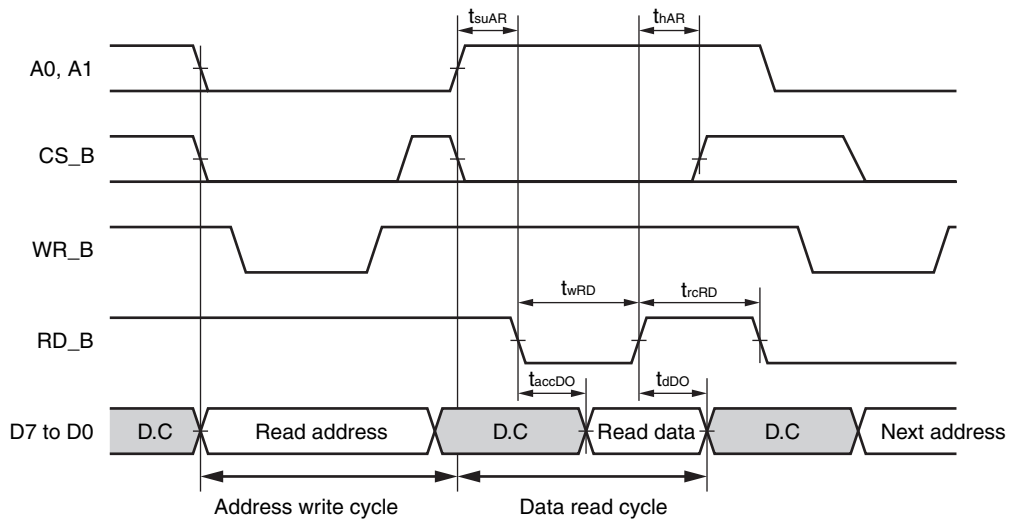 tsuAR thAR
A0, A1
CS_B
WR_B
twRD trcRD
RD_B
taccDO tdDO
D7 to D0 D.C Read address D.C Read data D.C Next address
Address write cycle Data read cycle